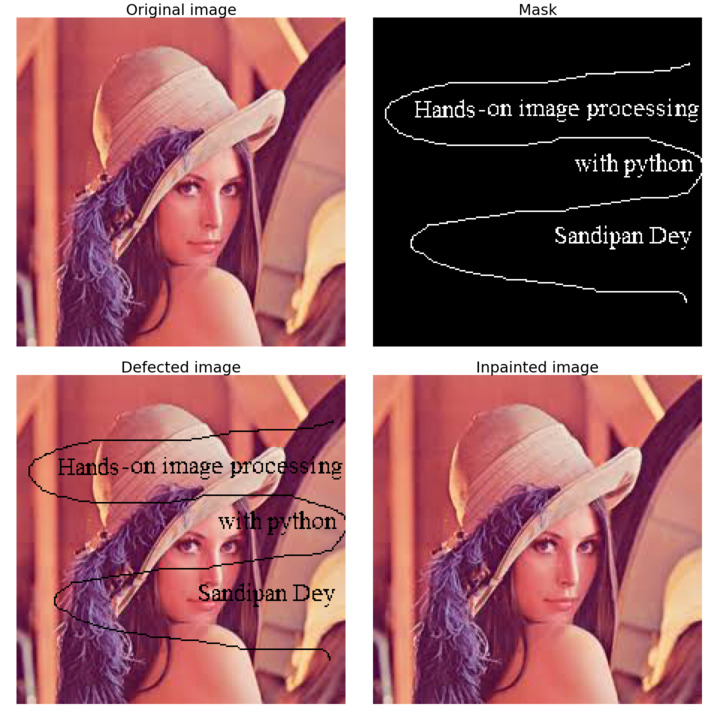 Original image
Mask
Hands-on image processing
with python
Sandipan Dey
Defected image
Inpainted image
Hands-on image processing
with python
Sandipan Dey